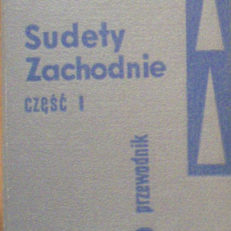 Sudety
Zachodnie
część I
przewodnik